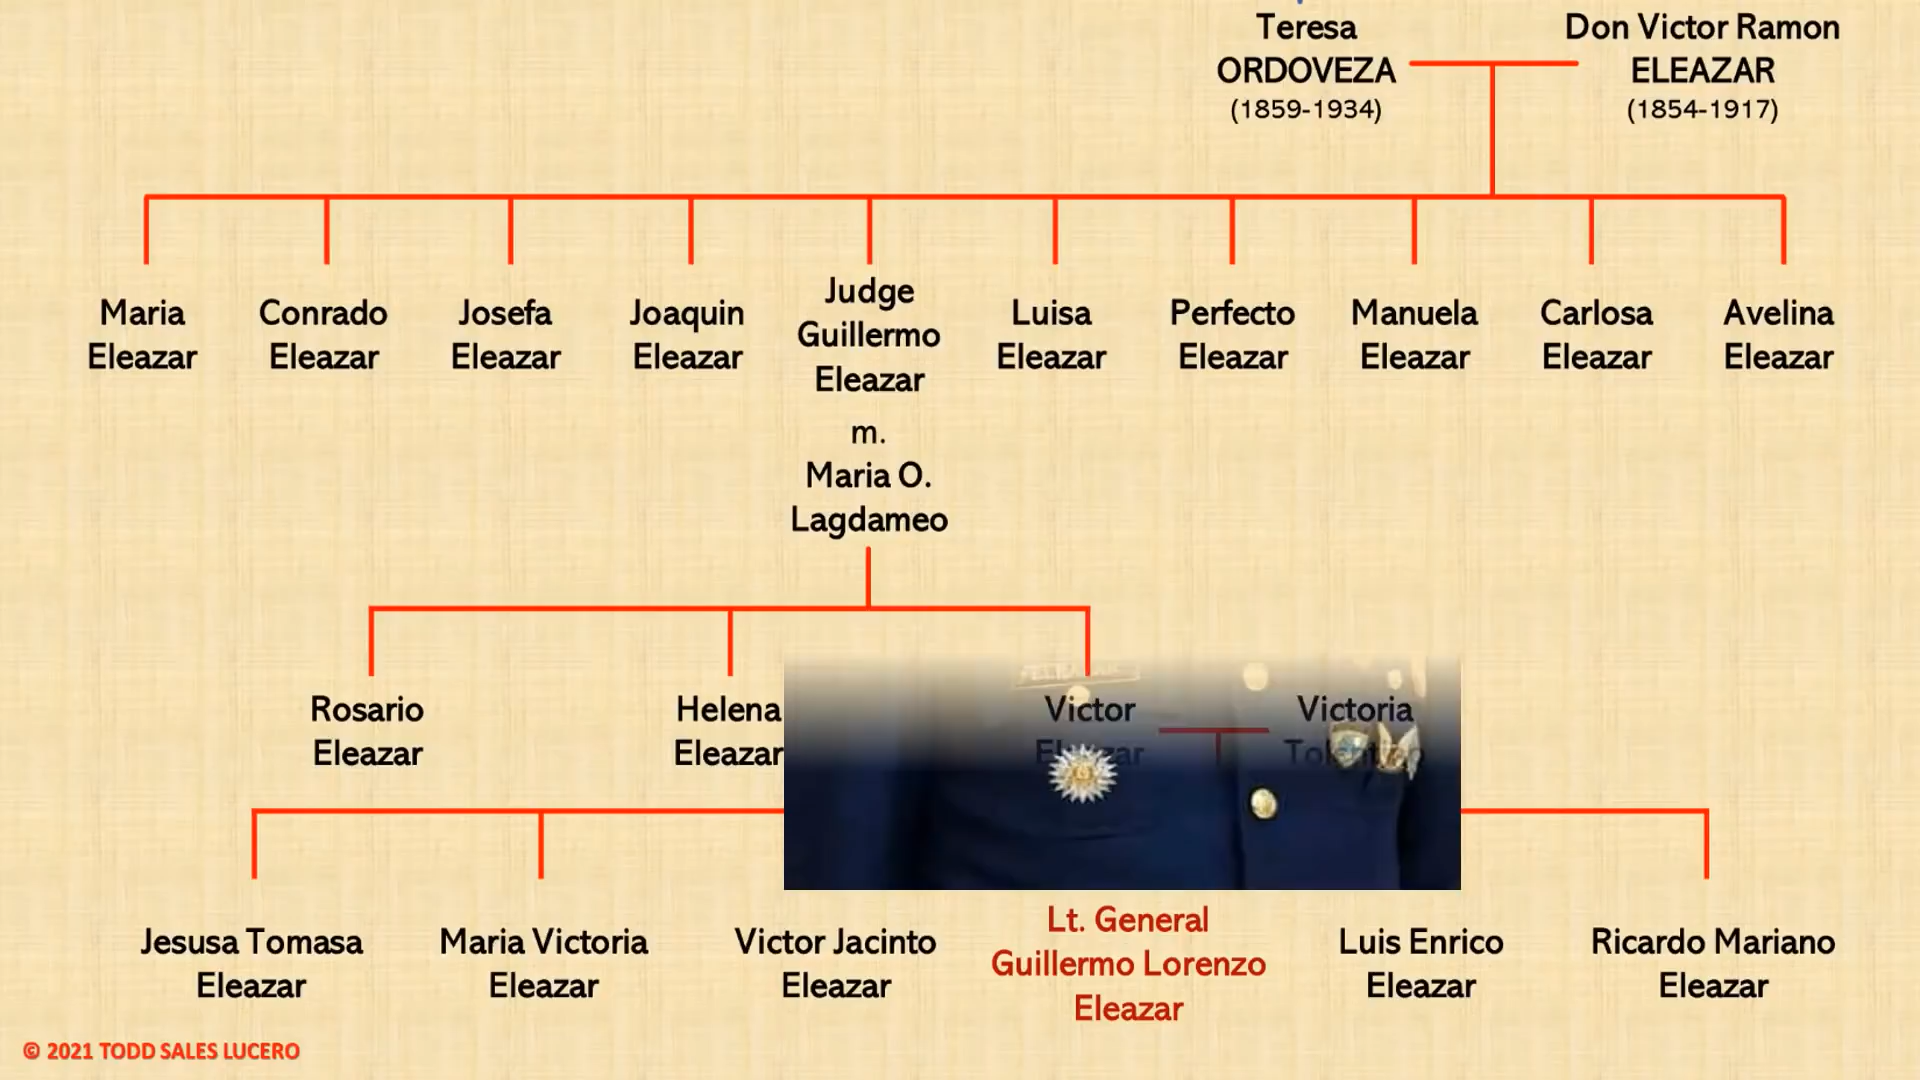 Teresa
ORDOVEZA
(1859-1934)
Don Victor Ramon
ELEAZAR
(1854-1917)
Maria
Eleazar
Conrado
Eleazar
Josefa
Eleazar
Joaquin
Eleazar
Judge
Guillermo
Eleazar
m.
Maria O.
Lagdameo
Luisa
Eleazar
Perfecto
Eleazar
Manuela
Eleazar
Carlosa
Eleazar
Avelina
Eleazar
Rosario
Eleazar
Helena
Eleazar
Victor
Eleazar
Victoria
Jesusa Tomasa
Eleazar
Maria Victoria
Eleazar
Victor Jacinto
Eleazar
Lt. General
Guillermo Lorenzo
Eleazar
Luis Enrico
Eleazar
Ricardo Mariano
Eleazar
© 2021 TODD SALES LUCERO